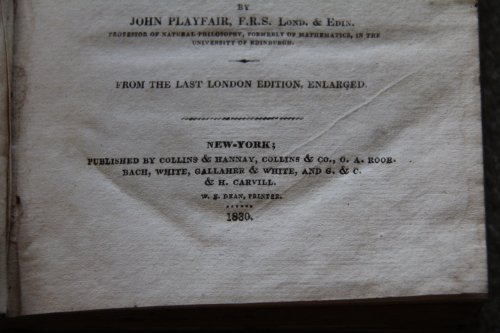 BY
JOHN PLAYFAIR, F.R.S. LOND. & EDIN.
PROFESSOR OF NATURAL PHILOSOPHY, FORMERLY OF MATHEMATICS, IN THE
UNIVERSITY OF EDINBURGH.
FROM THE LAST LONDON EDITION, ENLARGED.
NEW-YORK;
PUBLISHED BY COLLINS & HANNAY, COLLINS & CO., O. A. ROOR-
BACH, WHITE, GALLAHER & WHITE, AND G. & C.
& H. CARVILL.
W. E. DEAN, PRINTER.
1830.